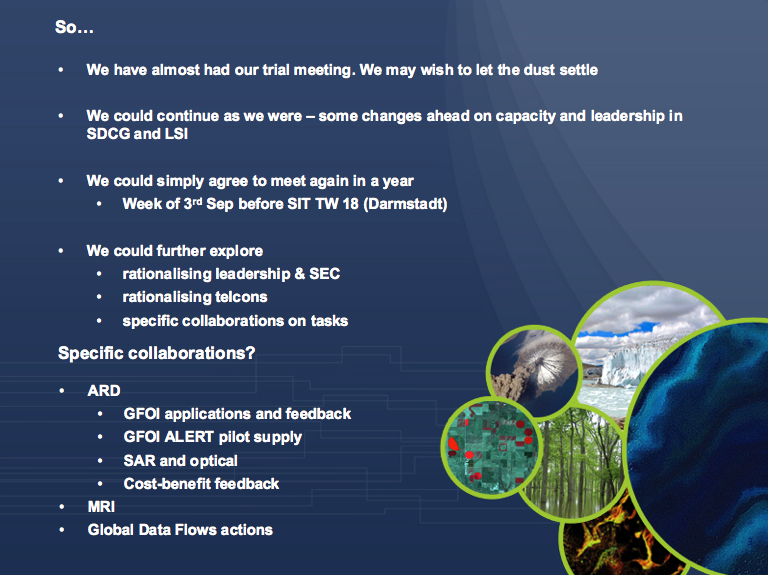 So…
• We have almost had our trial meeting. We may wish to let the dust settle
• We could continue as we were – some changes ahead on capacity and leadership in
SDCG and LSI
• We could simply agree to meet again in a year
• Week of 3rd Sep before SIT TW 18 (Darmstadt)
• We could further explore
• rationalising leadership & SEC
• rationalising telcons
• specific collaborations on tasks
Specific collaborations?
• ARD
• GFOI applications and feedback
• GFOI ALERT pilot supply
• SAR and optical
• Cost-benefit feedback
• MRI
• Global Data Flows actions